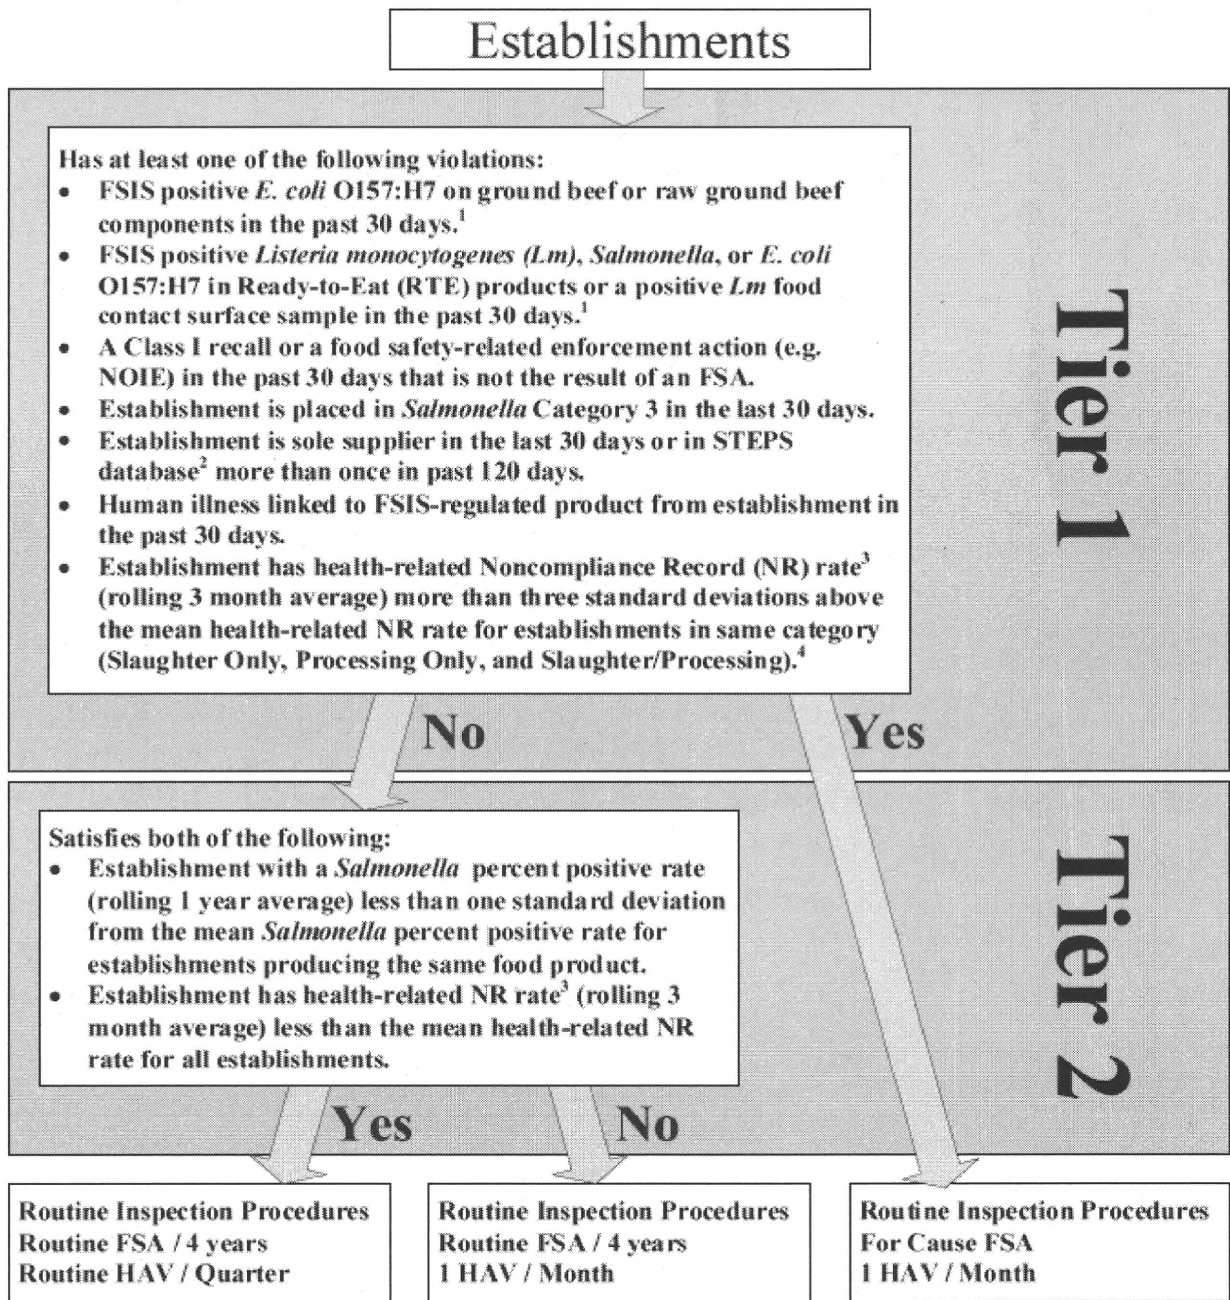 Establishments
Has at least one of the following violations:
• FSIS positive E. coli O157:H7 on ground beef or raw ground beef
components in the past 30 days.¹
• FSIS positive Listeria monocytogenes (Lm), Salmonella, or E. coli
O157:H7 in Ready-to-Eat (RTE) products or a positive Lm food
contact surface sample in the past 30 days.¹
• A Class I recall or a food safety-related enforcement action (e.g.
NOIE) in the past 30 days that is not the result of an FSA.
• Establishment is placed in Salmonella Category 3 in the last 30 days.
• Establishment is sole supplier in the last 30 days or in STEPS
database² more than once in past 120 days.
• Human illness linked to FSIS-regulated product from establishment in
the past 30 days.
• Establishment has health-related Noncompliance Record (NR) rate³
(rolling 3 month average) more than three standard deviations above
the mean health-related NR rate for establishments in same category
(Slaughter Only, Processing Only, and Slaughter/Processing).⁴
Tier 1
No
Yes
Satisfies both of the following:
• Establishment with a Salmonella percent positive rate
(rolling 1 year average) less than one standard deviation
from the mean Salmonella percent positive rate for
establishments producing the same food product.
• Establishment has health-related NR rate³ (rolling 3
month average) less than the mean health-related NR
rate for all establishments.
Tier 2
Yes
No
Routine Inspection Procedures
Routine FSA / 4 years
Routine HAV / Quarter
Routine Inspection Procedures
Routine FSA / 4 years
1 HAV / Month
Routine Inspection Procedures
For Cause FSA
1 HAV / Month